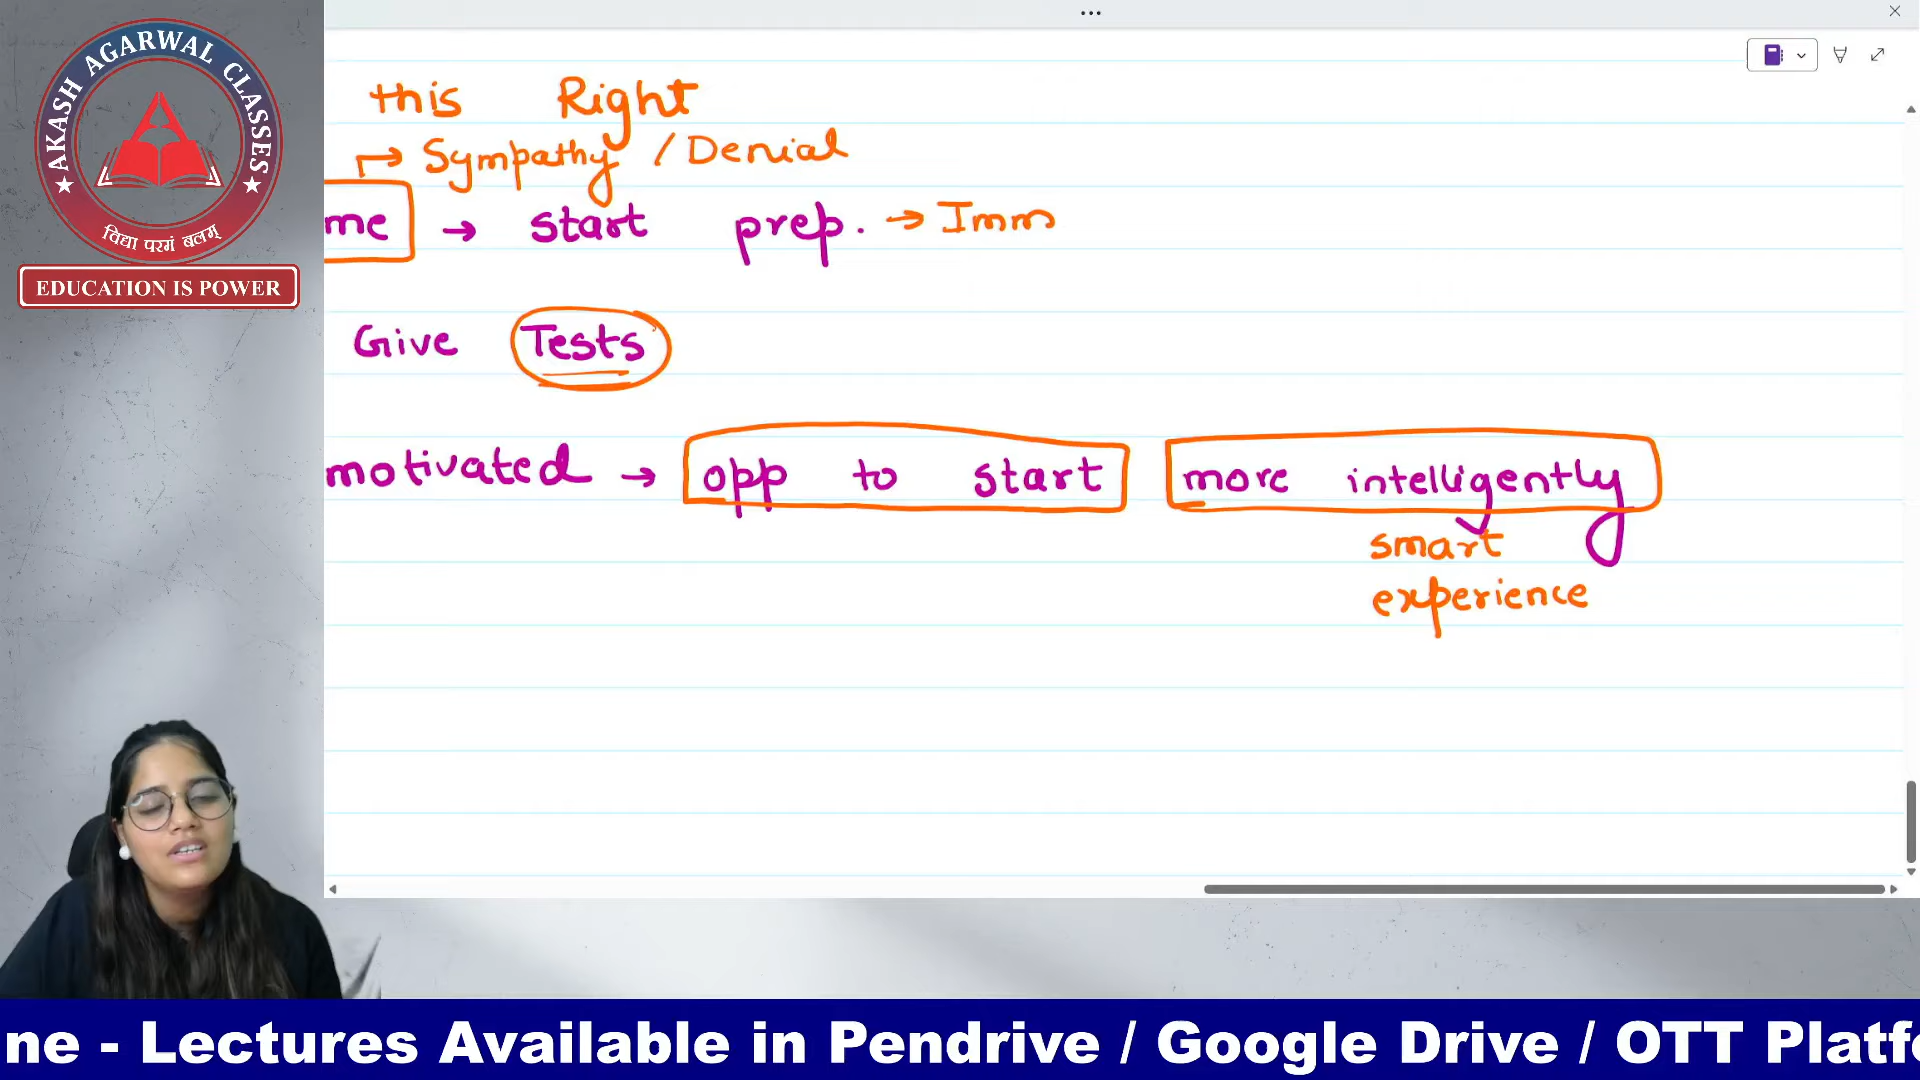 AKASH AGARWAL CLASSES
विद्या परमं बलम्
EDUCATION IS POWER
this Right
→ Sympathy / Denial
me → start prep. → Imm
Give Tests
motivated → opp to start more intelligently
smart
experience
ne - Lectures Available in Pendrive / Google Drive / OTT Platf